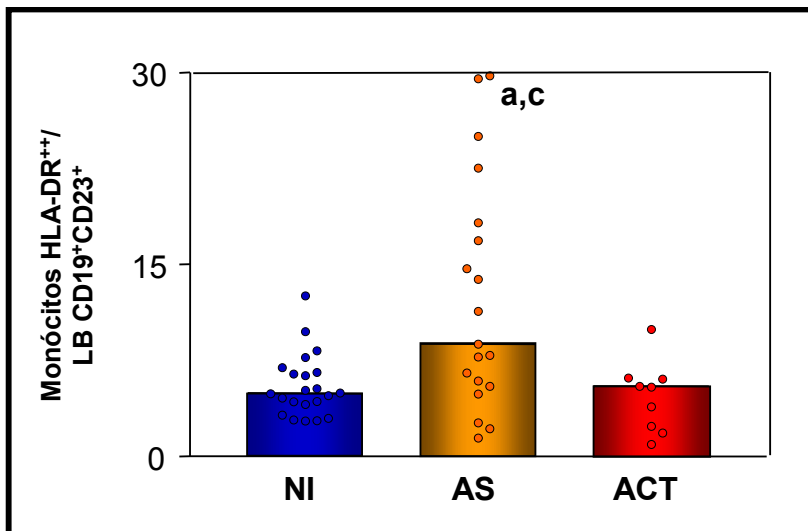 30
a,c
Monócitos HLA-DR⁺⁺/
LB CD19⁺CD23⁺
15
0
NI
AS
ACT